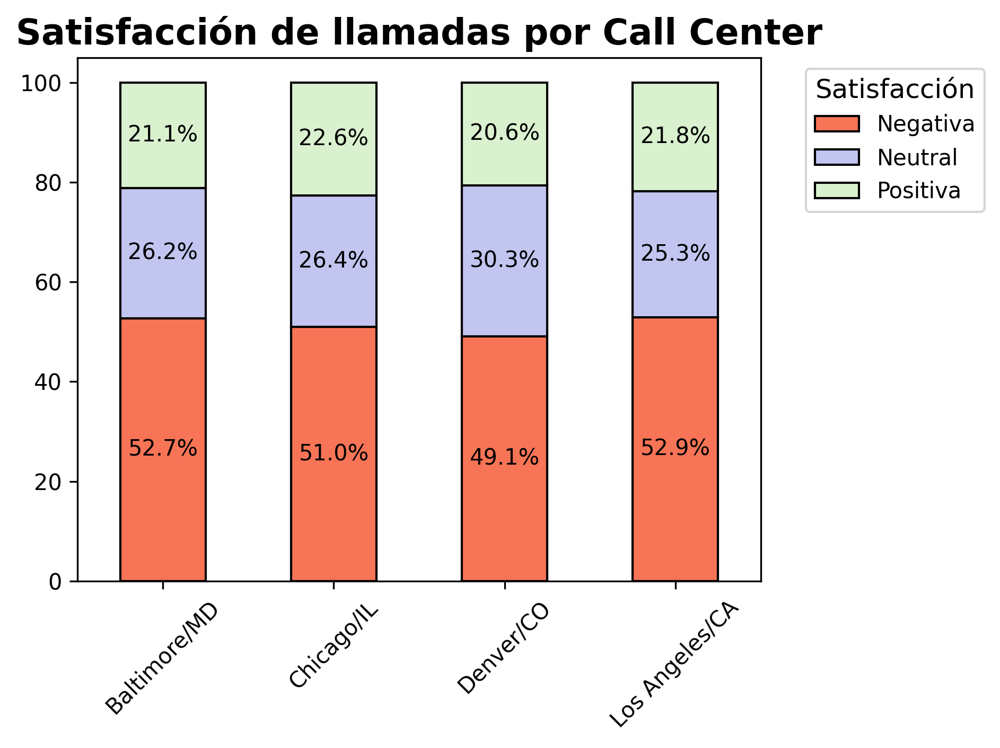 Satisfacción de llamadas por Call Center
100
80
60
40
20
0
21.1%
22.6%
20.6%
21.8%
26.2%
26.4%
30.3%
25.3%
52.7%
51.0%
49.1%
52.9%
Baltimore/MD
Chicago/IL
Denver/CO
Los Angeles/CA
Satisfacción
Negativa
Neutral
Positiva